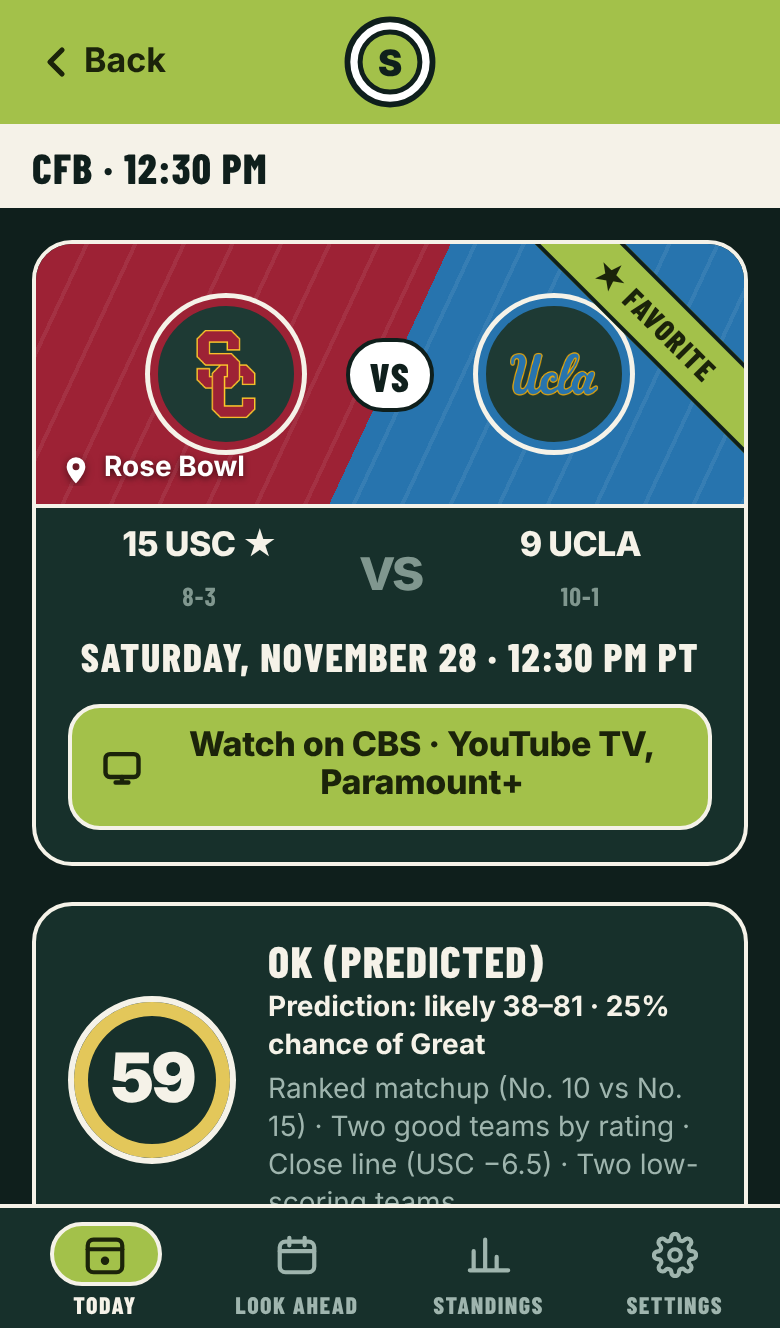 Back
S
CFB · 12:30 PM
★ FAVORITE
SC
VS
Ucla
Rose Bowl
15 USC ★
VS
9 UCLA
8-3
10-1
SATURDAY, NOVEMBER 28 · 12:30 PM PT
Watch on CBS · YouTube TV,
Paramount+
OK (PREDICTED)
Prediction: likely 38–81 · 25%
chance of Great
59
Ranked matchup (No. 10 vs No.
15) · Two good teams by rating ·
Close line (USC −6.5) · Two low-
scoring teams
TODAY
LOOK AHEAD
STANDINGS
SETTINGS